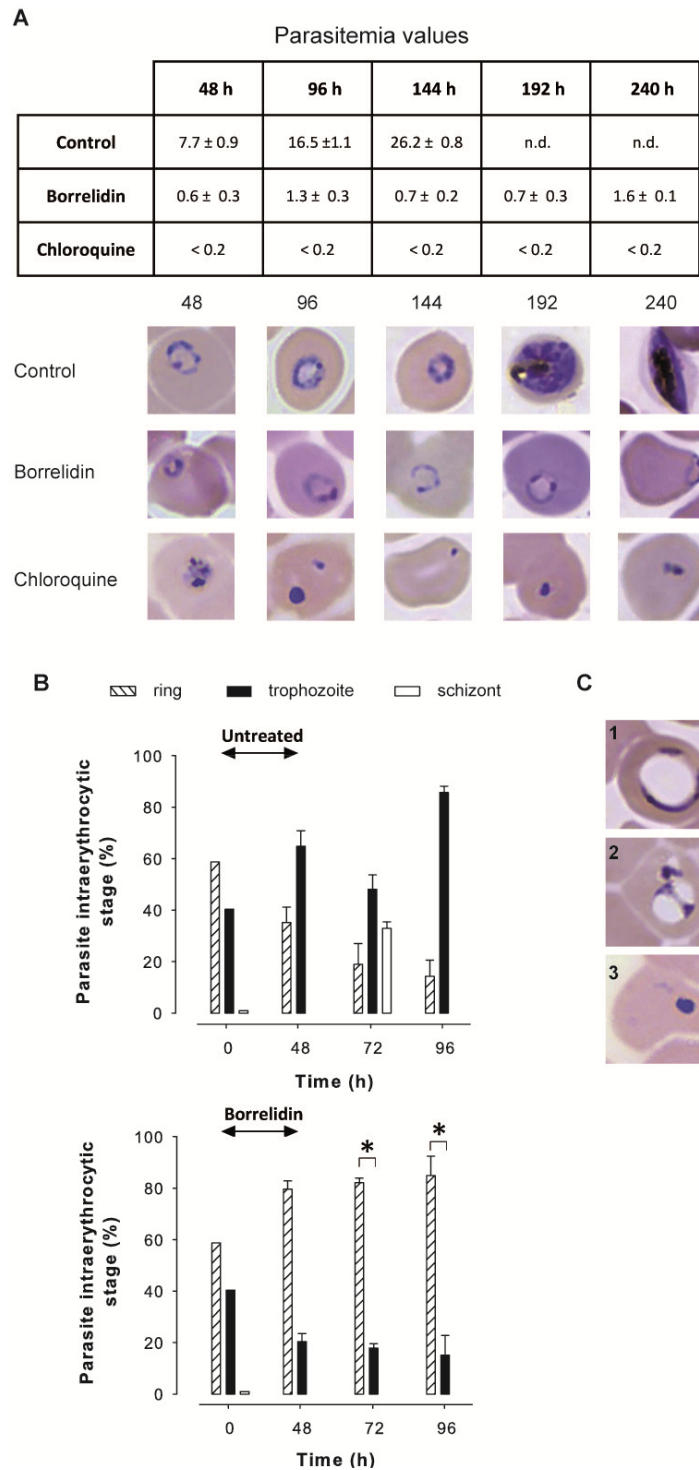 A
Parasitemia values
48 h 96 h 144 h 192 h 240 h
Control 7.7 ± 0.9 16.5 ±1.1 26.2 ± 0.8 n.d. n.d.
Borrelidin 0.6 ± 0.3 1.3 ± 0.3 0.7 ± 0.2 0.7 ± 0.3 1.6 ± 0.1
Chloroquine < 0.2 < 0.2 < 0.2 < 0.2 < 0.2
48 96 144 192 240
Control
Borrelidin
Chloroquine
B ring trophozoite schizont C
Untreated
Parasite intraerythrocytic
stage (%)
100
80
60
40
20
0
0 48 72 96
Time (h)
1
2
3
Borrelidin
Parasite intraerythrocytic
stage (%)
100
80
60
40
20
0
* *
0 48 72 96
Time (h)